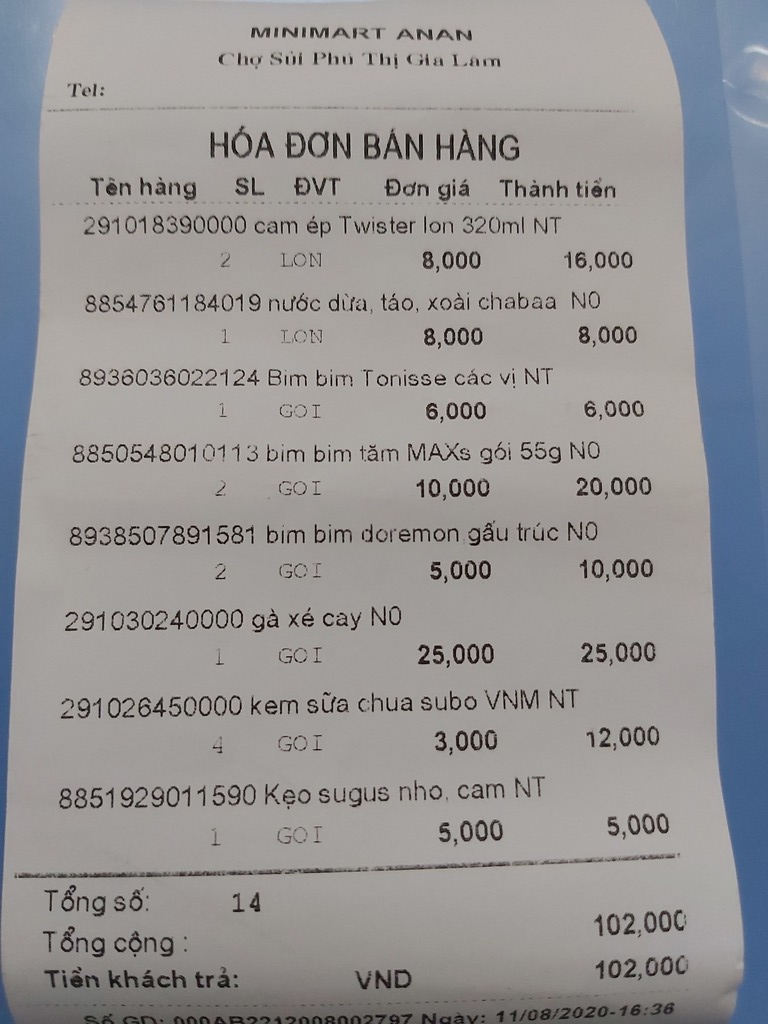 MINIMART ANAN
Chợ Sủi Phú Thị Gia Lâm
Tel:
HÓA ĐƠN BÁN HÀNG
Tên hàng SL ĐVT Đơn giá Thành tiền
291018390000 cam ép Twister lon 320ml NT
2 LON 8,000 16,000
8854761184019 nước dừa, táo, xoài chabaa N0
1 LON 8,000 8,000
8936036022124 Bim bim Tonisse các vị NT
1 GOI 6,000 6,000
8850548010113 bim bim tăm MAXs gói 55g N0
2 GOI 10,000 20,000
8938507891581 bim bim doremon gấu trúc N0
2 GOI 5,000 10,000
291030240000 gà xé cay N0
1 GOI 25,000 25,000
291026450000 kem sữa chua subo VNM NT
4 GOI 3,000 12,000
8851929011590 Kẹo sugus nho, cam NT
1 GOI 5,000 5,000
Tổng số: 14
Tổng cộng : 102,000
Tiền khách trả: VND 102,000
Số GD: 000AB2212008002797 Ngày: 11/08/2020-16:36